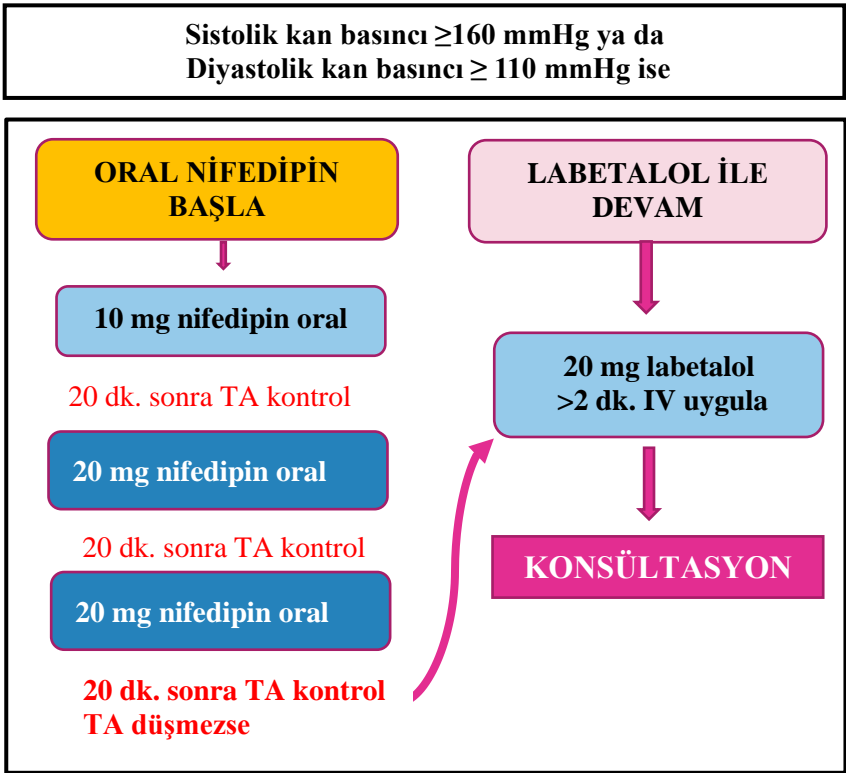 Sistolik kan basıncı ≥160 mmHg ya da
Diyastolik kan basıncı ≥ 110 mmHg ise
ORAL NİFEDİPİN
BAŞLA
10 mg nifedipin oral
20 dk. sonra TA kontrol
20 mg nifedipin oral
20 dk. sonra TA kontrol
20 mg nifedipin oral
20 dk. sonra TA kontrol
TA düşmezse
LABETALOL İLE
DEVAM
20 mg labetalol
>2 dk. IV uygula
KONSÜLTASYON